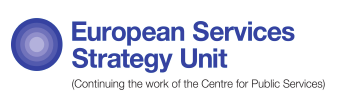 European Services
Strategy Unit
(Continuing the work of the Centre for Public Services)